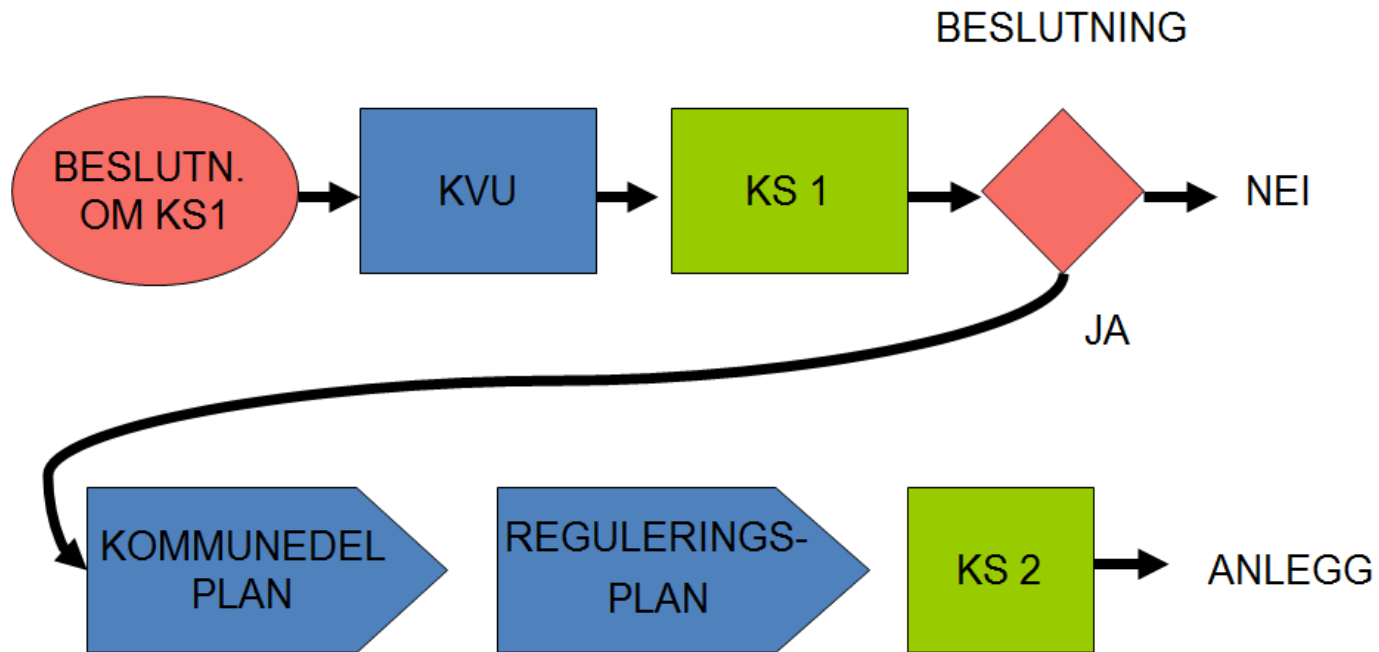 BESLUTNING
BESLUTN.
OM KS1
KVU
KS 1
NEI
JA
KOMMUNEDEL
PLAN
REGULERINGS-
PLAN
KS 2
ANLEGG